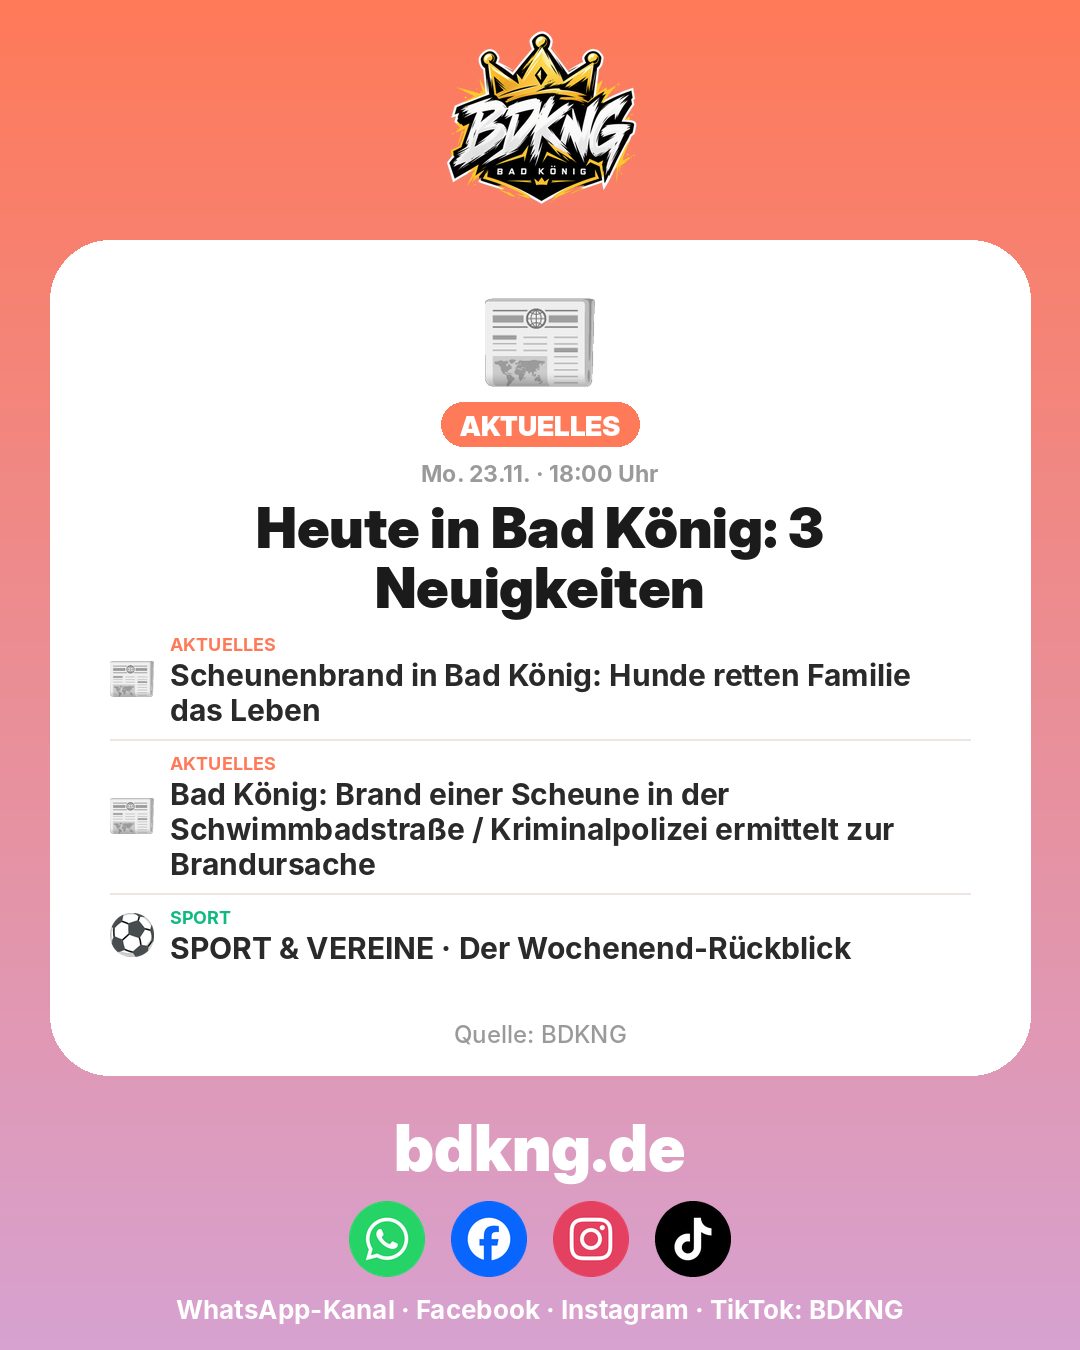 BDKNG
BAD KÖNIG
AKTUELLES
Mo. 23.11. · 18:00 Uhr
Heute in Bad König: 3
Neuigkeiten
AKTUELLES
Scheunenbrand in Bad König: Hunde retten Familie
das Leben
AKTUELLES
Bad König: Brand einer Scheune in der
Schwimmbadstraße / Kriminalpolizei ermittelt zur
Brandursache
SPORT
SPORT & VEREINE · Der Wochenend-Rückblick
Quelle: BDKNG
bdkng.de
WhatsApp-Kanal · Facebook · Instagram · TikTok: BDKNG